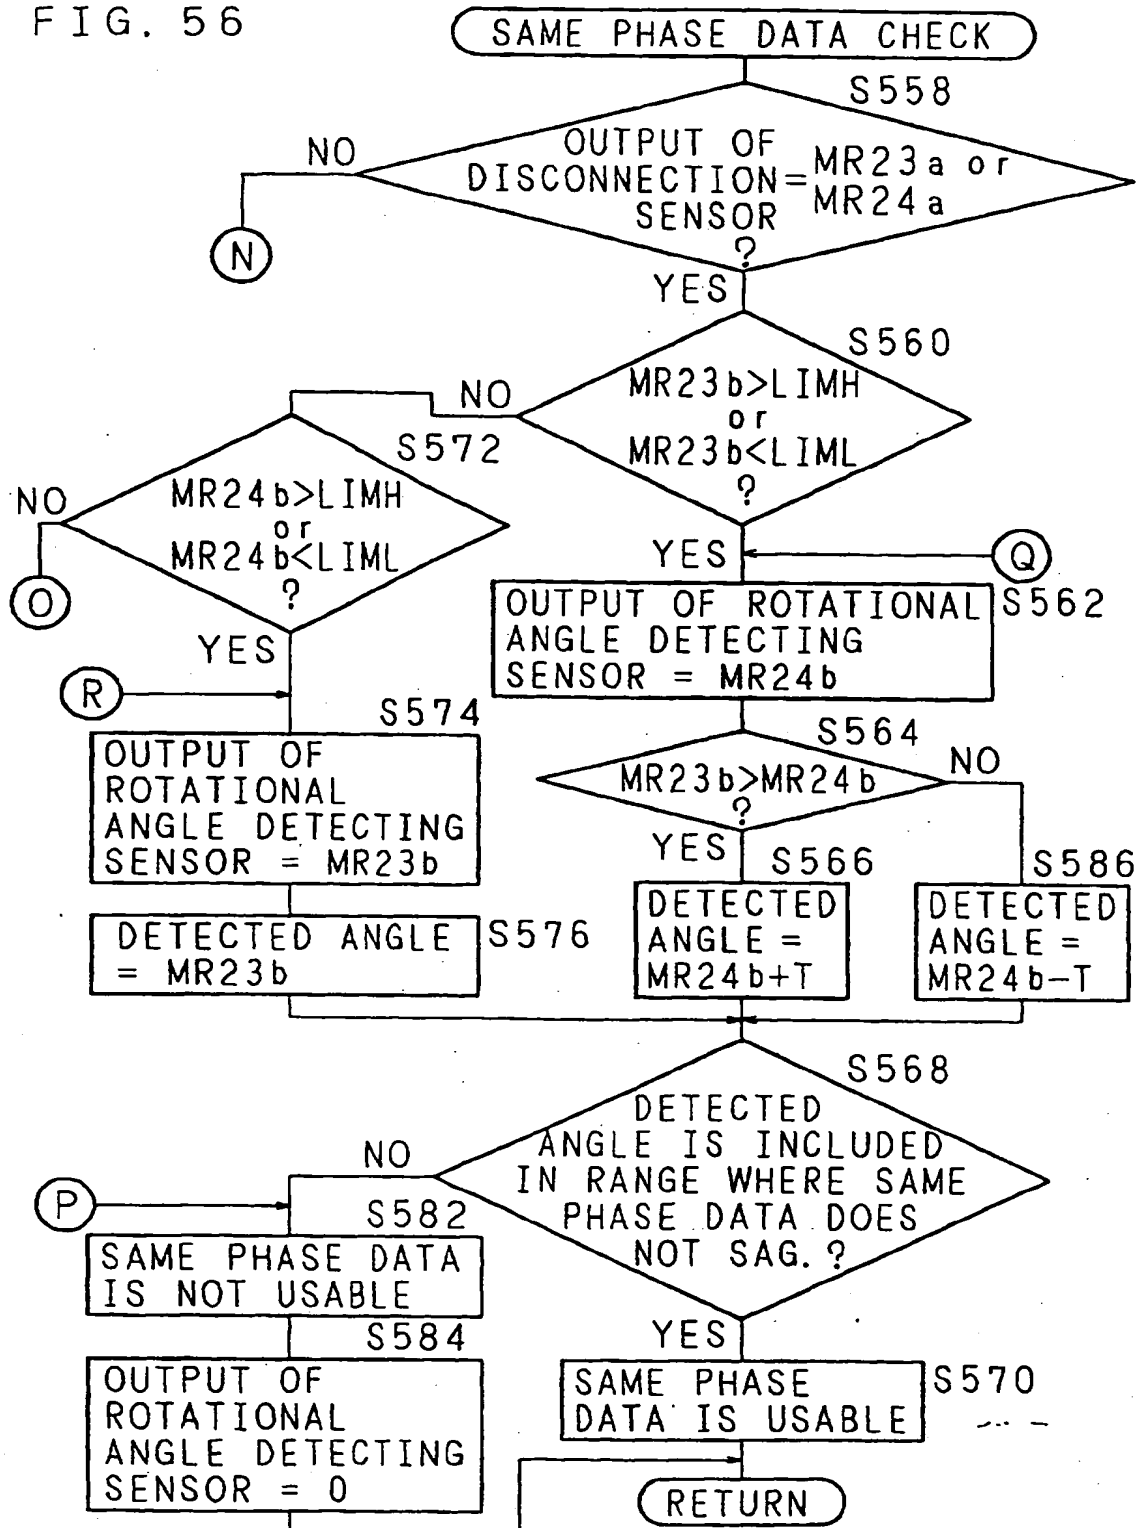 FIG. 56
SAME PHASE DATA CHECK
S558
OUTPUT OF
DISCONNECTION
SENSOR
=
MR23a or
MR24a
?
NO
N
YES
S560
MR23b>LIMH
or
MR23b<LIML
?
NO
S572
MR24b>LIMH
or
MR24b<LIML
?
NO
O
YES
YES
Q
OUTPUT OF ROTATIONAL
ANGLE DETECTING
SENSOR = MR24b
S562
R
S574
OUTPUT OF
ROTATIONAL
ANGLE DETECTING
SENSOR = MR23b
S564
MR23b>MR24b
?
NO
YES
S566
DETECTED
ANGLE =
MR24b+T
S586
DETECTED
ANGLE =
MR24b-T
DETECTED ANGLE
= MR23b
S576
S568
DETECTED
ANGLE IS INCLUDED
IN RANGE WHERE SAME
PHASE DATA DOES
NOT SAG. ?
NO
P
S582
SAME PHASE DATA
IS NOT USABLE
S584
OUTPUT OF
ROTATIONAL
ANGLE DETECTING
SENSOR = 0
YES
SAME PHASE
DATA IS USABLE
S570
RETURN